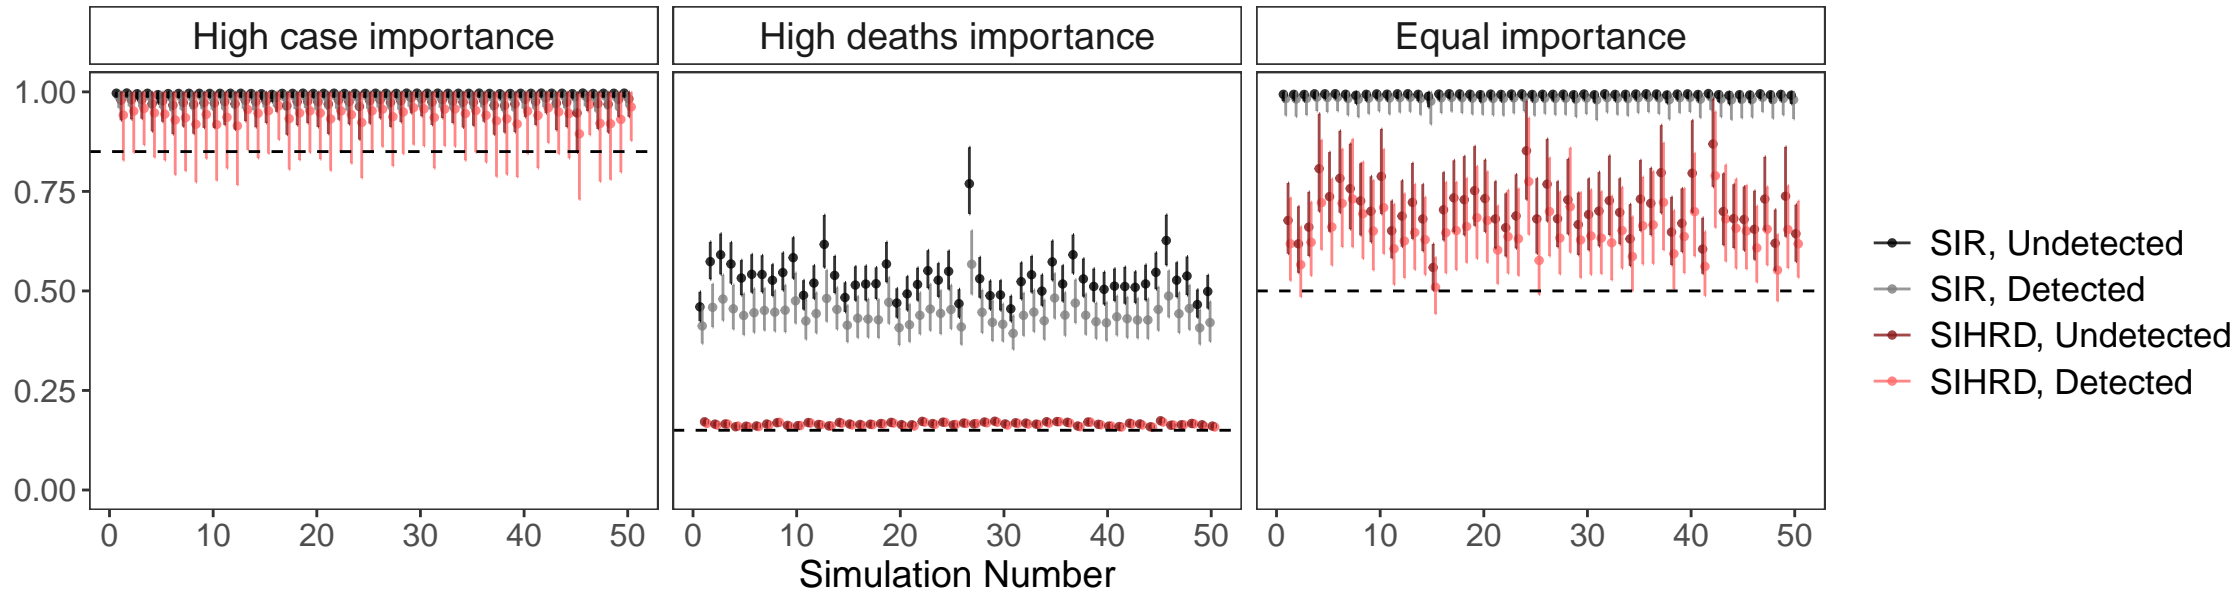 High case importance
High deaths importance
Equal importance
1.00
0.75
0.50
0.25
0.00
0 10 20 30 40 50
0 10 20 30 40 50
0 10 20 30 40 50
Simulation Number
SIR, Undetected
SIR, Detected
SIHRD, Undetected
SIHRD, Detected